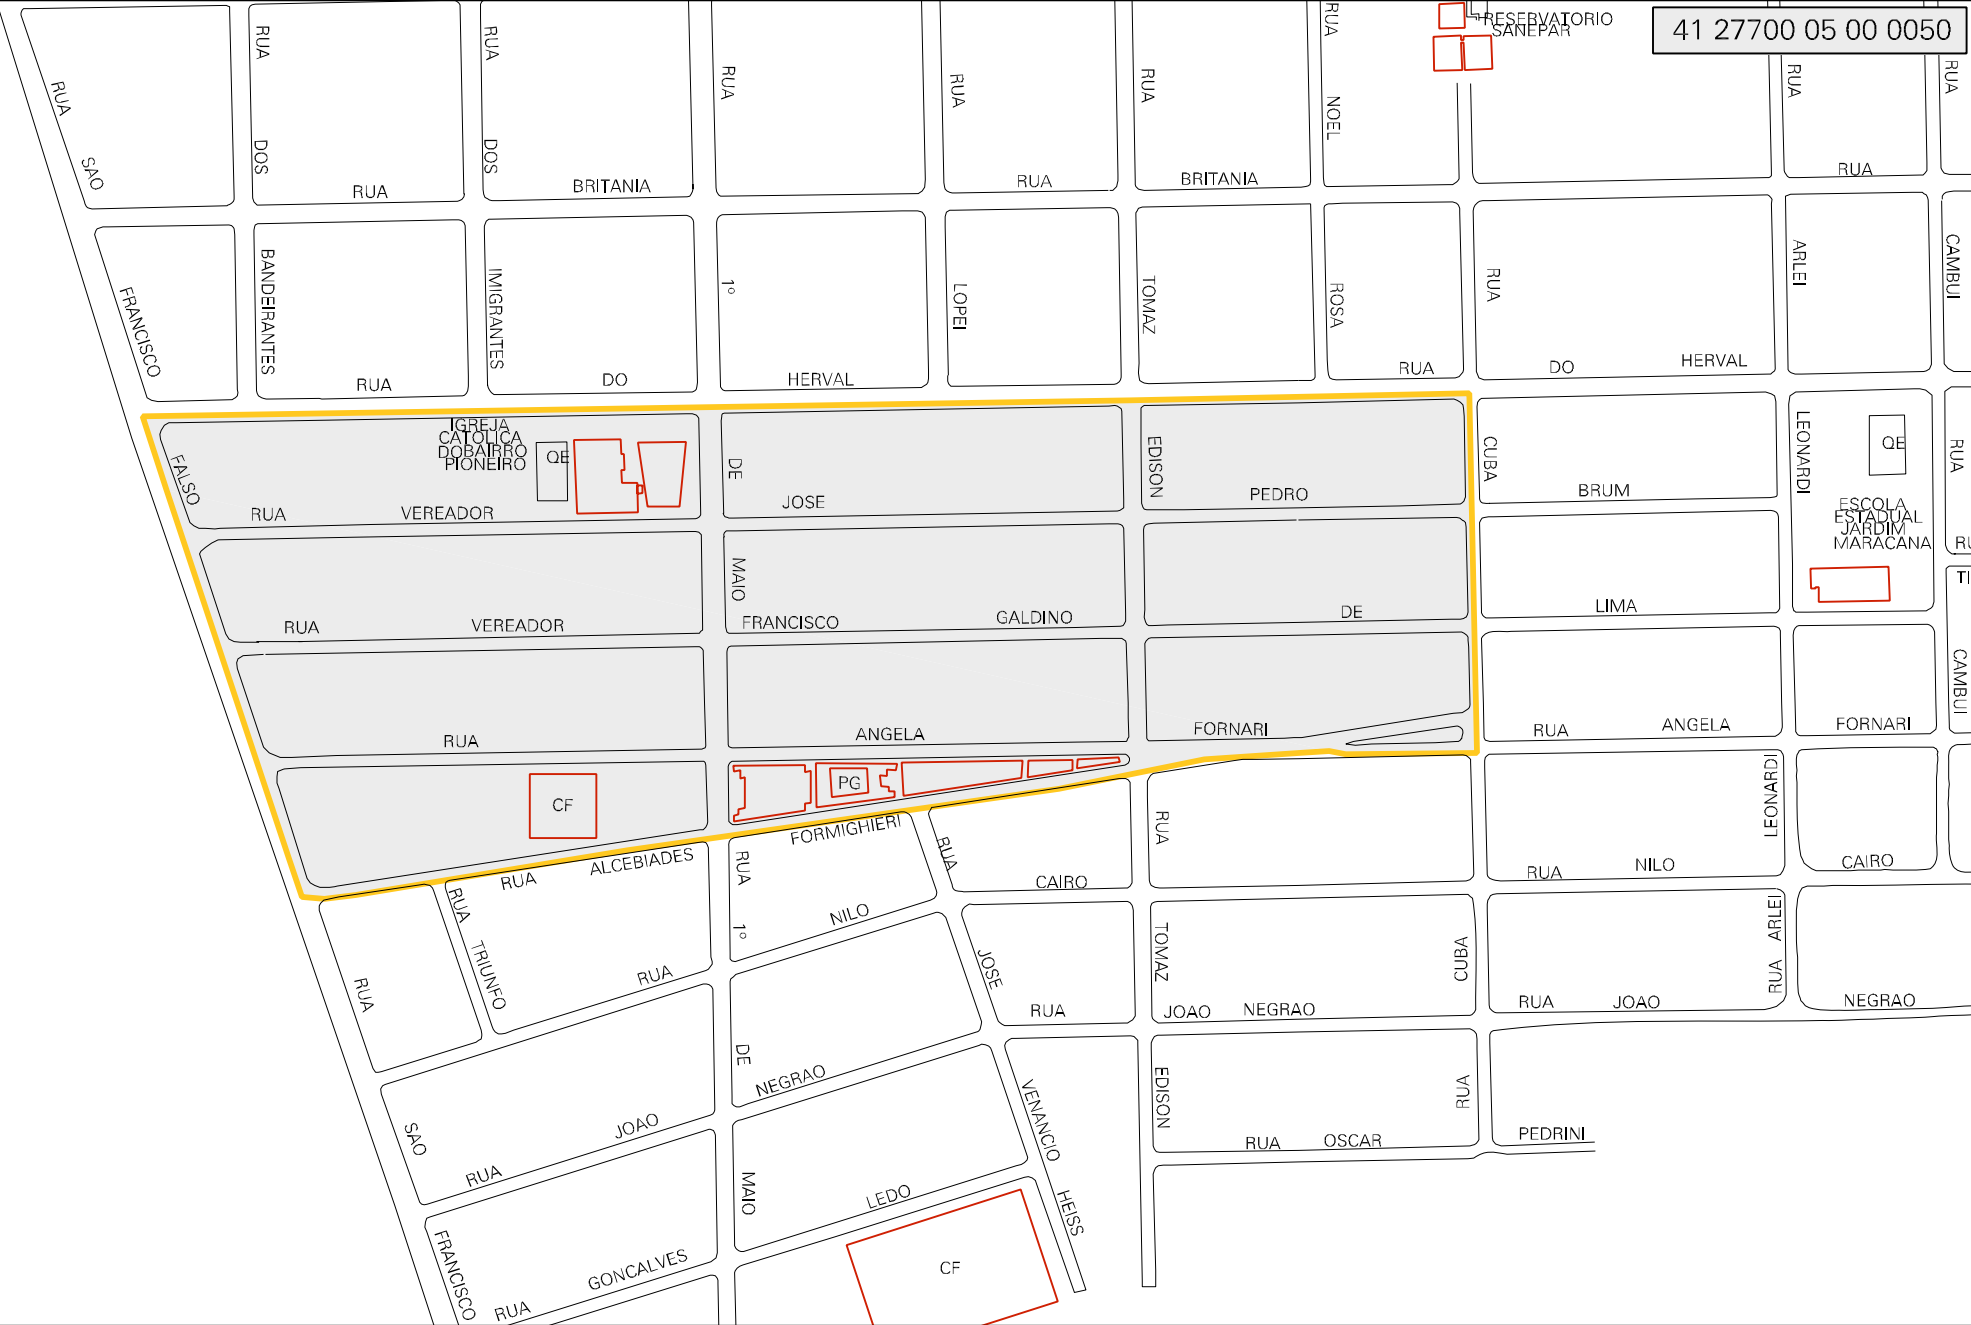 RESERVATORIO
SANEPAR
41 27700 05 00 0050
RUA SAO FRANCISCO FALSO
RUA DOS BANDEIRANTES
RUA DOS IMIGRANTES
RUA 1º DE MAIO
RUA LOPEI
RUA TOMAZ EDISON
RUA NOEL ROSA
RUA CUBA
RUA ARLEI LEONARDI
RUA CAMBUI
RUA BRITANIA
RUA BRITANIA
RUA
RUA DO HERVAL
RUA DO HERVAL
IGREJA
CATOLICA
DOBAIRRO
PIONEIRO
QE
QE
RUA VEREADOR JOSE PEDRO BRUM
ESCOLA
ESTADUAL
JARDIM
MARACANA
RUA CAMBUI
RU
TI
RUA VEREADOR FRANCISCO GALDINO DE LIMA
RUA ANGELA FORNARI
RUA ANGELA FORNARI
CF
PG
RUA ALCEBIADES FORMIGHIERI
RUA NILO CAIRO
RUA NILO CAIRO
RUA TRIUNFO
RUA 1º DE MAIO
RUA JOSE VENANCIO HEISS
RUA TOMAZ EDISON
RUA CUBA
RUA ARLEI LEONARDI
RUA SAO FRANCISCO
RUA JOAO NEGRAO
RUA JOAO NEGRAO
RUA JOAO NEGRAO
RUA OSCAR PEDRINI
RUA GONCALVES LEDO
CF